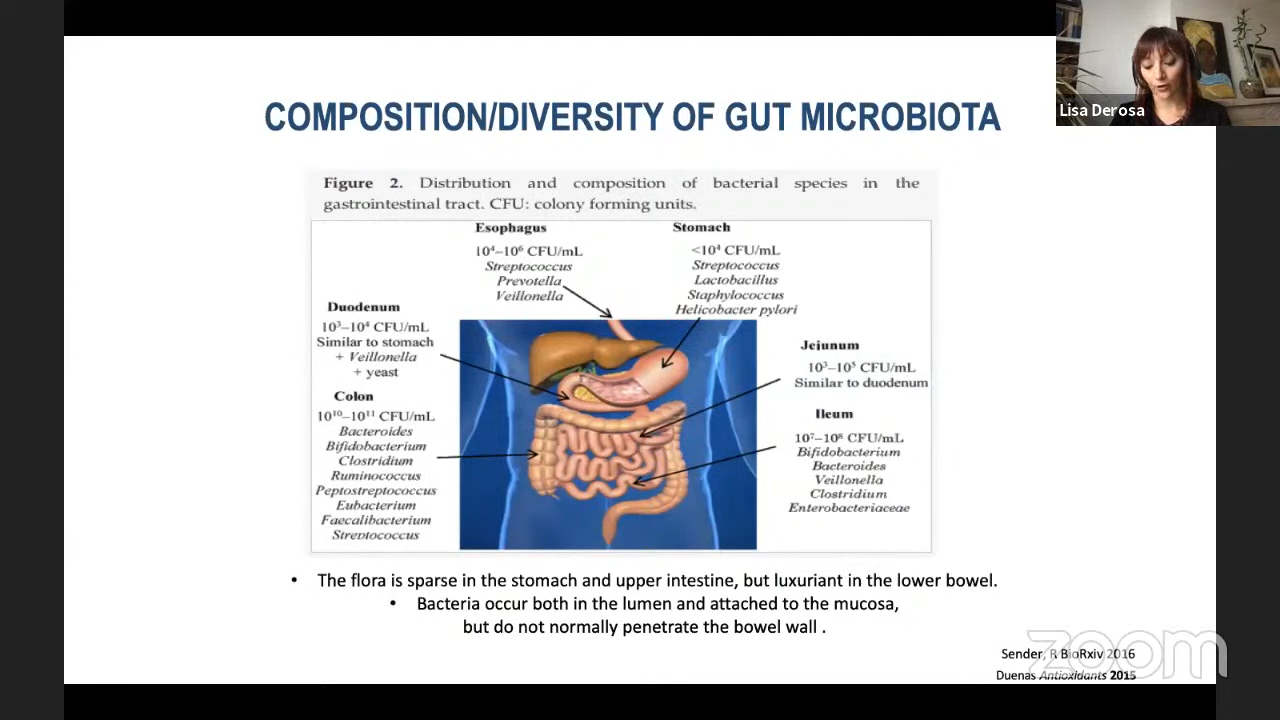 Lisa Derosa
COMPOSITION/DIVERSITY OF GUT MICROBIOTA
Figure 2. Distribution and composition of bacterial species in the
gastrointestinal tract. CFU: colony forming units.
Esophagus
10⁴–10⁶ CFU/mL
Streptococcus
Prevotella
Veillonella
Stomach
<10⁴ CFU/mL
Streptococcus
Lactobacillus
Staphylococcus
Helicobacter pylori
Duodenum
10³–10⁴ CFU/mL
Similar to stomach
+ Veillonella
+ yeast
Colon
10¹⁰–10¹¹ CFU/mL
Bacteroides
Bifidobacterium
Clostridium
Ruminococcus
Peptostreptococcus
Eubacterium
Faecalibacterium
Streptococcus
Jejunum
10³–10⁵ CFU/mL
Similar to duodenum
Ileum
10⁷–10⁸ CFU/mL
Bifidobacterium
Bacteroides
Veillonella
Clostridium
Enterobacteriaceae
• The flora is sparse in the stomach and upper intestine, but luxuriant in the lower bowel.
• Bacteria occur both in the lumen and attached to the mucosa,
but do not normally penetrate the bowel wall .
Sender, R BioRxiv 2016
Duenas Antioxidants 2015
zoom